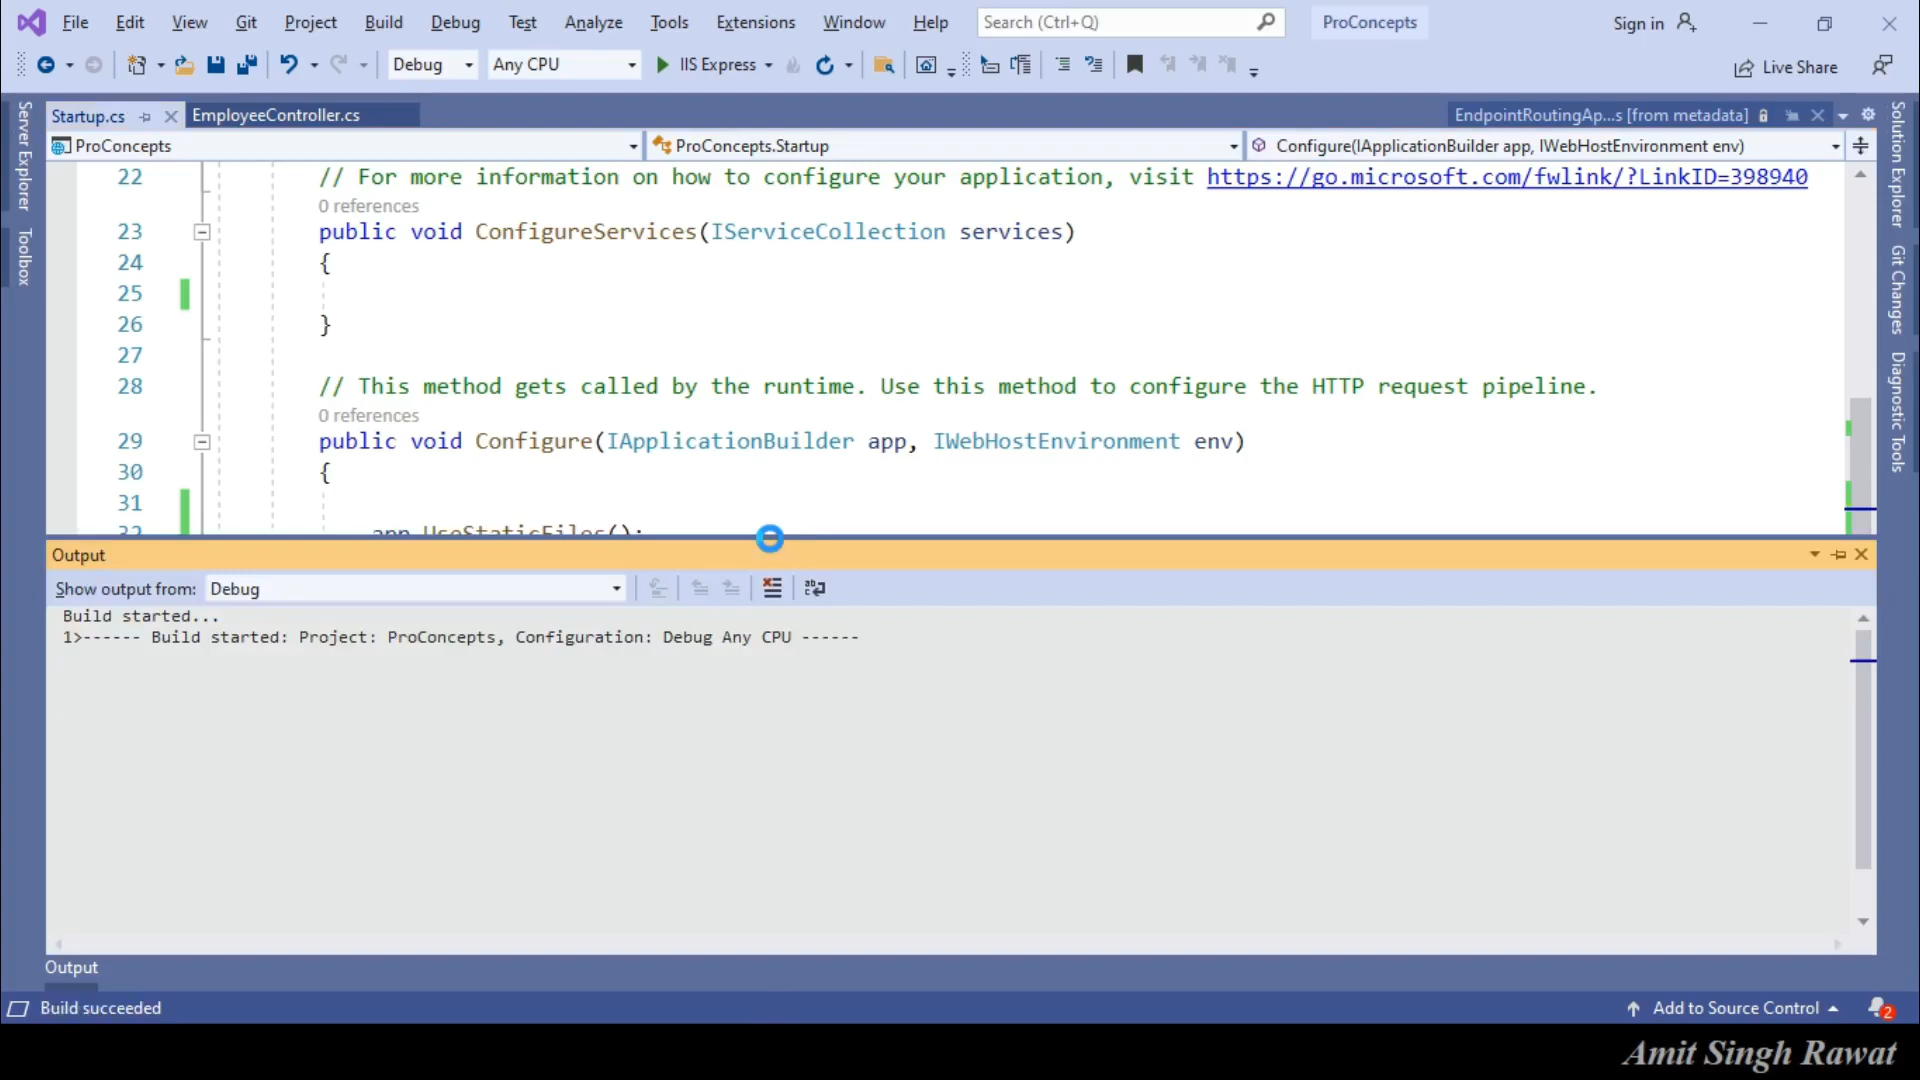 File Edit View Git Project Build Debug Test Analyze Tools Extensions Window Help Search (Ctrl+Q) ProConcepts Sign in
Debug Any CPU IIS Express Live Share
Startup.cs EmployeeController.cs EndpointRoutingAp...s [from metadata]
ProConcepts ProConcepts.Startup Configure(IApplicationBuilder app, IWebHostEnvironment env)
Server Explorer
Toolbox
Solution Explorer
Git Changes
Diagnostic Tools
22 // For more information on how to configure your application, visit https://go.microsoft.com/fwlink/?LinkID=398940
0 references
23 public void ConfigureServices(IServiceCollection services)
24 {
25
26 }
27
28 // This method gets called by the runtime. Use this method to configure the HTTP request pipeline.
0 references
29 public void Configure(IApplicationBuilder app, IWebHostEnvironment env)
30 {
31
32 app.UseStaticFiles();
Output
Show output from: Debug
Build started...
1>------ Build started: Project: ProConcepts, Configuration: Debug Any CPU ------
Output
Build succeeded Add to Source Control 2
Amit Singh Rawat